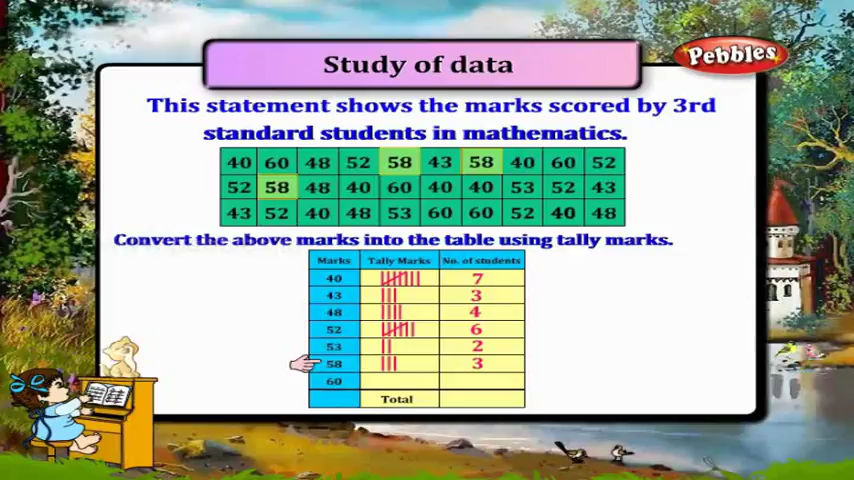 Study of data
Pebbles
This statement shows the marks scored by 3rd
standard students in mathematics.
40 60 48 52 58 43 58 40 60 52
52 58 48 40 60 40 40 53 52 43
43 52 40 48 53 60 60 52 40 48
Convert the above marks into the table using tally marks.
Marks Tally Marks No. of students
40 7
43 3
48 4
52 6
53 2
58 3
60
Total